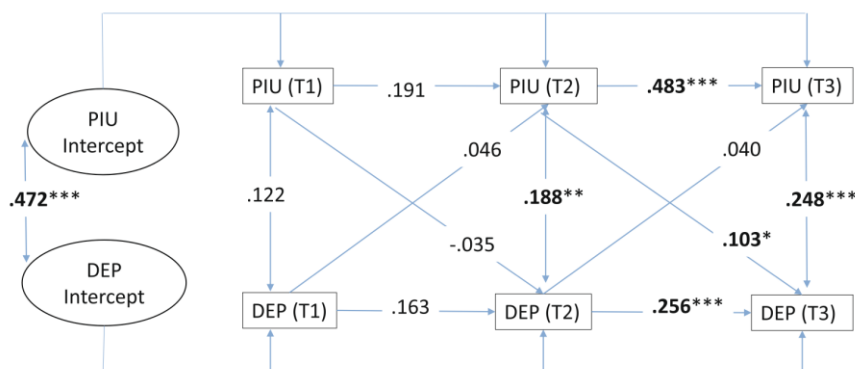 PIU (T1)
PIU (T2)
PIU (T3)
.191
.483***
PIU
Intercept
.046
.040
.472***
.122
.188**
.248***
-.035
.103*
DEP
Intercept
DEP (T1)
.163
DEP (T2)
.256***
DEP (T3)